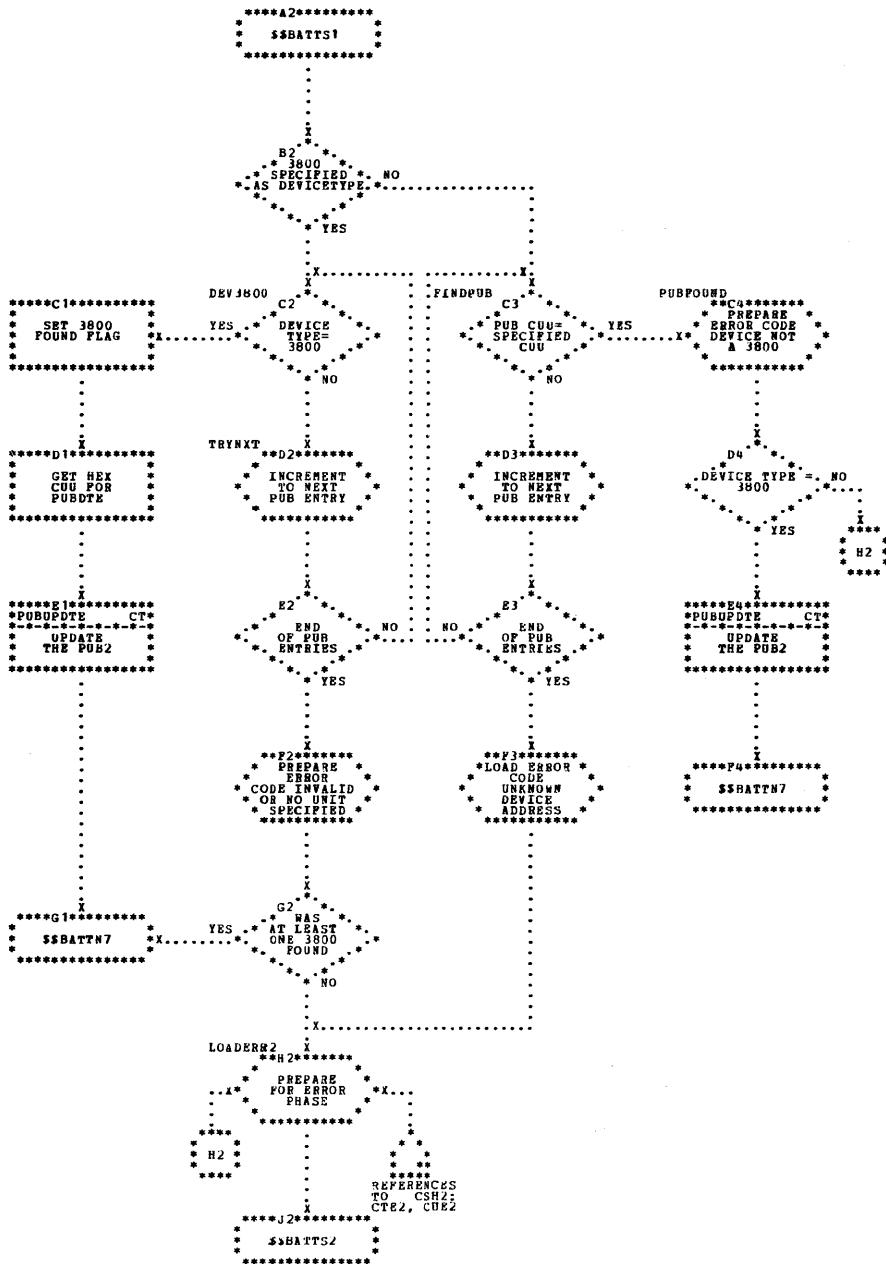 A2
$$BATTS1
B2
3800
SPECIFIED
AS DEVICETYPE
NO
YES
C1
SET 3800
FOUND FLAG
DEV3800
YES
C2
DEVICE
TYPE=
3800
NO
FINDPUB
C3
PUB CUU=
SPECIFIED
CUU
YES
NO
PUBFOUND
C4
PREPARE
ERROR CODE
DEVICE NOT
A 3800
D1
GET HEX
CUU FOR
PUBDTE
TRYNXT
D2
INCREMENT
TO NEXT
PUB ENTRY
D3
INCREMENT
TO NEXT
PUB ENTRY
D4
DEVICE TYPE =
3800
NO
YES
H2
E1
PUBUPDTE CT
UPDATE
THE PUB2
E2
END
OF PUB
ENTRIES
NO
YES
E3
NO
END
OF PUB
ENTRIES
YES
E4
PUBUPDTE CT
UPDATE
THE PUB2
F2
PREPARE
ERROR
CODE INVALID
OR NO UNIT
SPECIFIED
F3
LOAD ERROR
CODE
UNKNOWN
DEVICE
ADDRESS
F4
$$BATTN7
G1
$$BATTN7
YES
G2
WAS
AT LEAST
ONE 3800
FOUND
NO
LOADERR2
H2
PREPARE
FOR ERROR
PHASE
H2
REFERENCES
TO CSH2:
CTE2, CUE2
J2
$$BATTS2